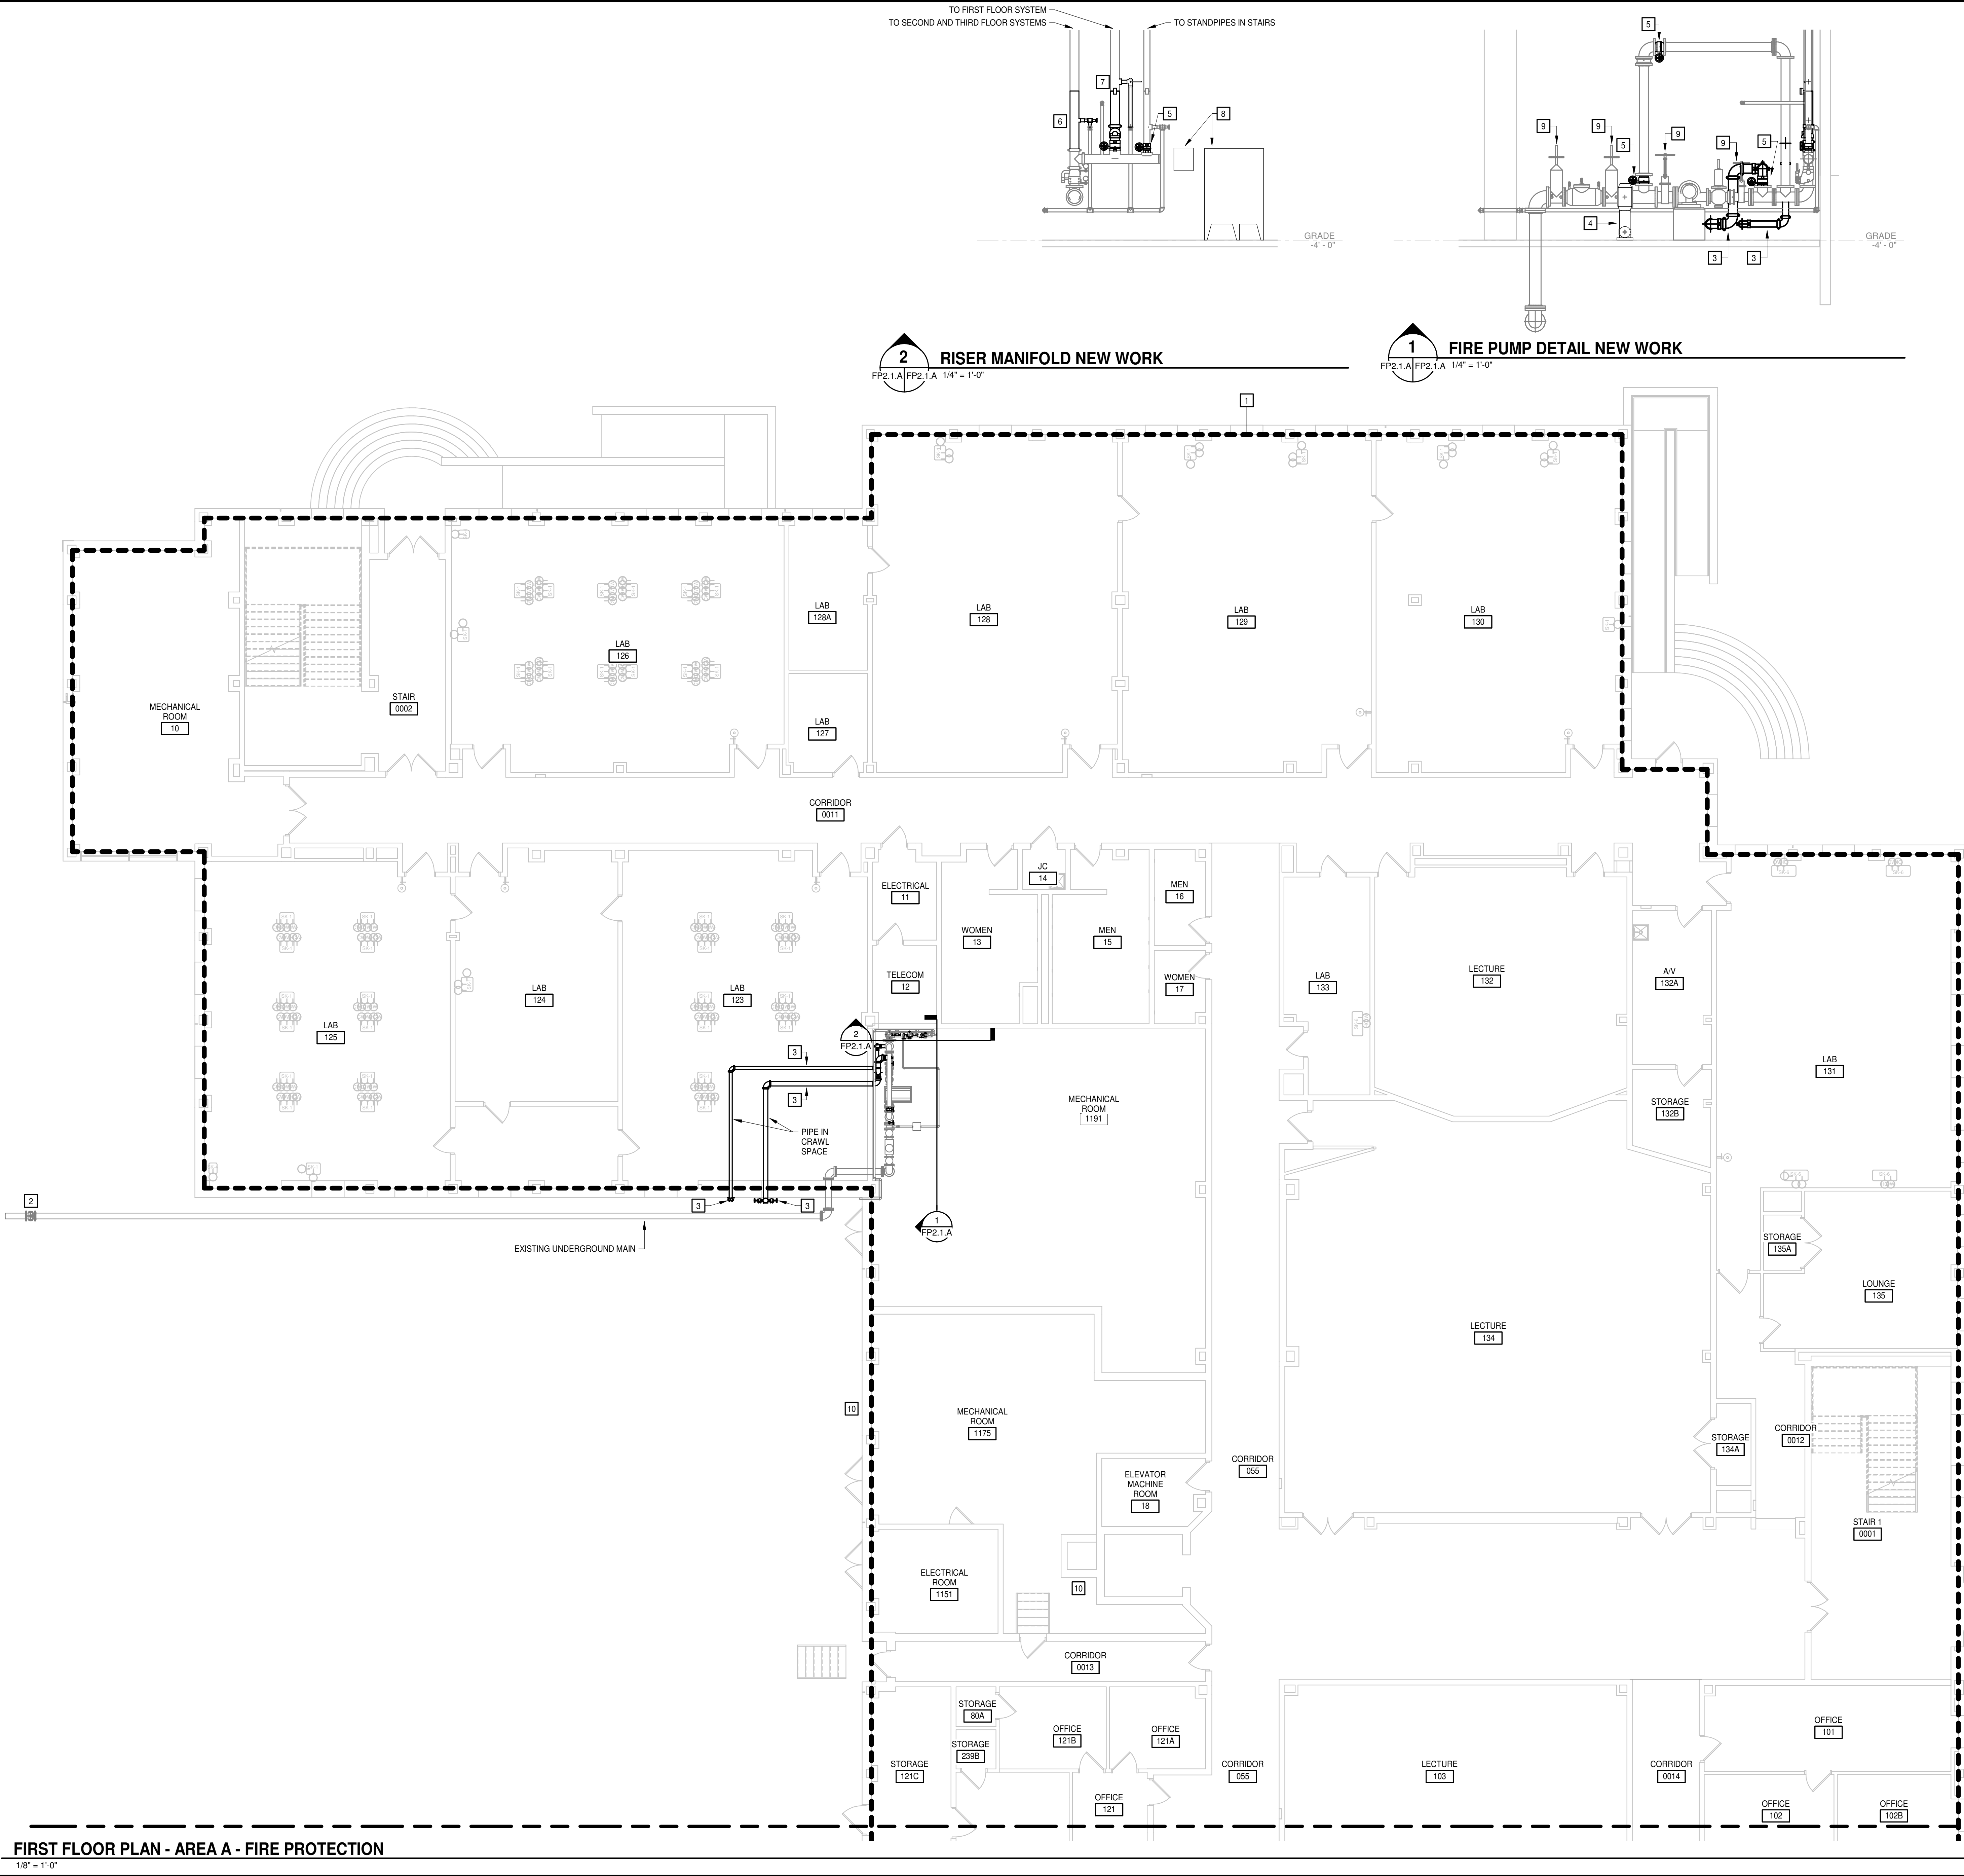 TO FIRST FLOOR SYSTEM
TO SECOND AND THIRD FLOOR SYSTEMS
TO STANDPIPES IN STAIRS
7
6
5
8
GRADE
-4' - 0"
5
9
9
5
9
9
5
4
3
3
GRADE
-4' - 0"
2
FP2.1.A
FP2.1.A
RISER MANIFOLD NEW WORK
1/4" = 1'-0"
1
FP2.1.A
FP2.1.A
FIRE PUMP DETAIL NEW WORK
1/4" = 1'-0"
1
LAB
128A
LAB
128
LAB
129
LAB
130
LAB
126
MECHANICAL
ROOM
10
STAIR
0002
LAB
127
CORRIDOR
0011
ELECTRICAL
11
JC
14
MEN
16
WOMEN
13
MEN
15
TELECOM
12
WOMEN
17
LAB
133
LECTURE
132
A/V
132A
LAB
125
LAB
124
LAB
123
2
FP2.1.A
3
3
PIPE IN
CRAWL
SPACE
MECHANICAL
ROOM
1191
LAB
131
STORAGE
132B
2
3
3
1
FP2.1.A
EXISTING UNDERGROUND MAIN
STORAGE
135A
LOUNGE
135
LECTURE
134
10
MECHANICAL
ROOM
1175
ELEVATOR
MACHINE
ROOM
18
CORRIDOR
055
STORAGE
134A
CORRIDOR
0012
STAIR 1
0001
ELECTRICAL
ROOM
1151
10
CORRIDOR
0013
STORAGE
80A
OFFICE
121B
OFFICE
121A
STORAGE
239B
STORAGE
121C
OFFICE
121
CORRIDOR
055
LECTURE
103
CORRIDOR
0014
OFFICE
101
OFFICE
102
OFFICE
102B
FIRST FLOOR PLAN - AREA A - FIRE PROTECTION
1/8" = 1'-0"